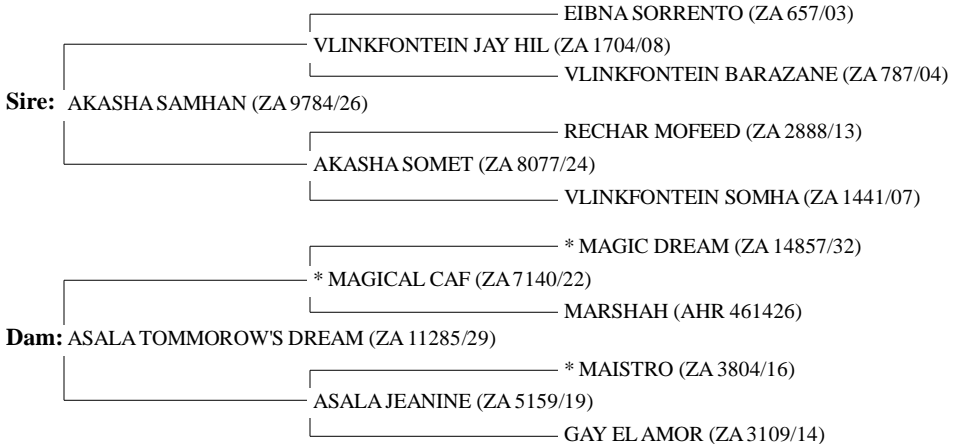 EIBNA SORRENTO (ZA 657/03)
VLINKFONTEIN JAY HIL (ZA 1704/08)
VLINKFONTEIN BARAZANE (ZA 787/04)
Sire: AKASHA SAMHAN (ZA 9784/26)
RECHAR MOFEED (ZA 2888/13)
AKASHA SOMET (ZA 8077/24)
VLINKFONTEIN SOMHA (ZA 1441/07)
* MAGIC DREAM (ZA 14857/32)
* MAGICAL CAF (ZA 7140/22)
MARSHAH (AHR 461426)
Dam: ASALA TOMMOROW'S DREAM (ZA 11285/29)
* MAISTRO (ZA 3804/16)
ASALA JEANINE (ZA 5159/19)
GAY EL AMOR (ZA 3109/14)